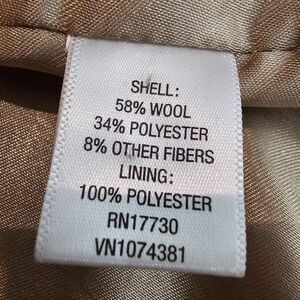 SHELL:
58% WOOL
34% POLYESTER
8% OTHER FIBERS
LINING:
100% POLYESTER
RN17730
VN1074381